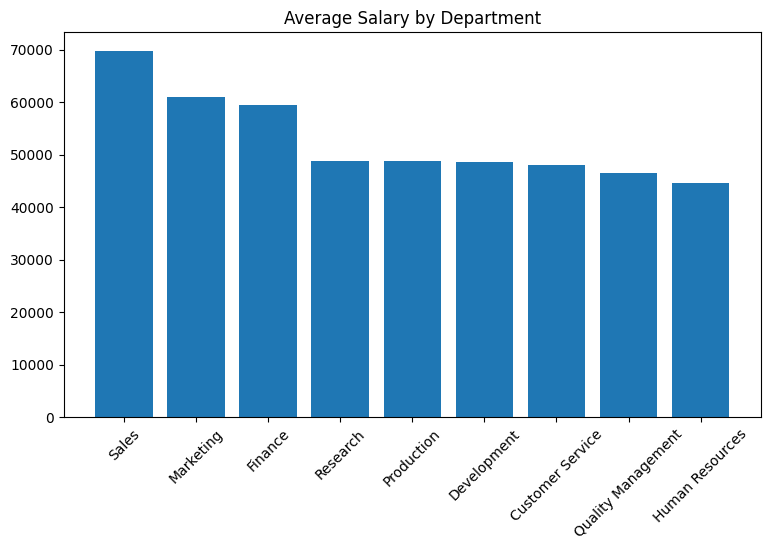 Average Salary by Department
70000
60000
50000
40000
30000
20000
10000
0
Sales
Marketing
Finance
Research
Production
Development
Customer Service
Quality Management
Human Resources